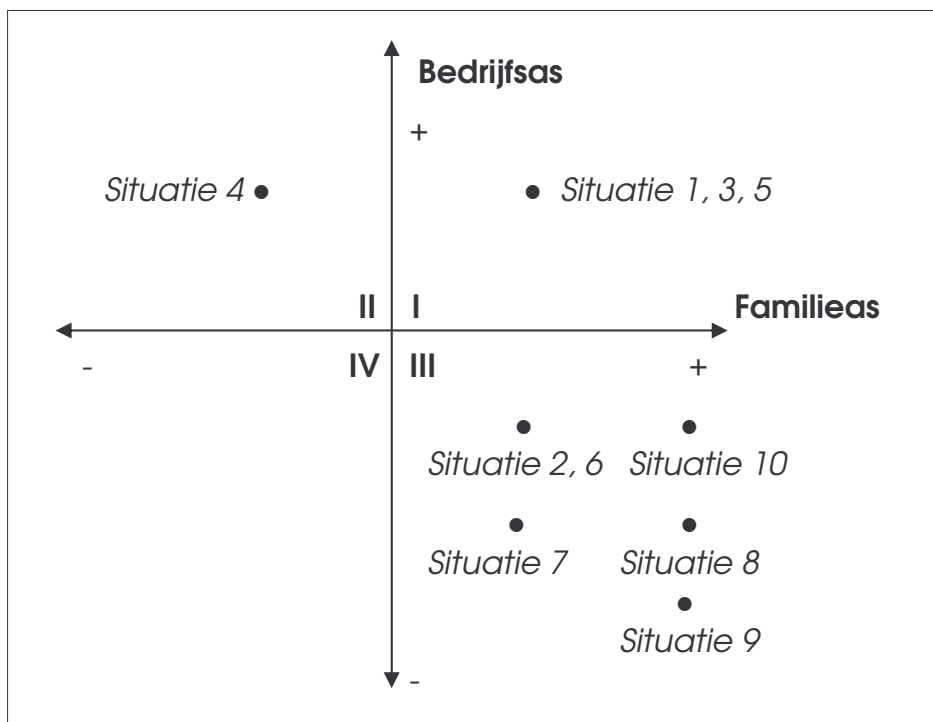 Bedrijfsas
+
Situatie 4
Situatie 1, 3, 5
II I
Familieas
-
IV III
+
Situatie 2, 6
Situatie 10
Situatie 7
Situatie 8
Situatie 9
-